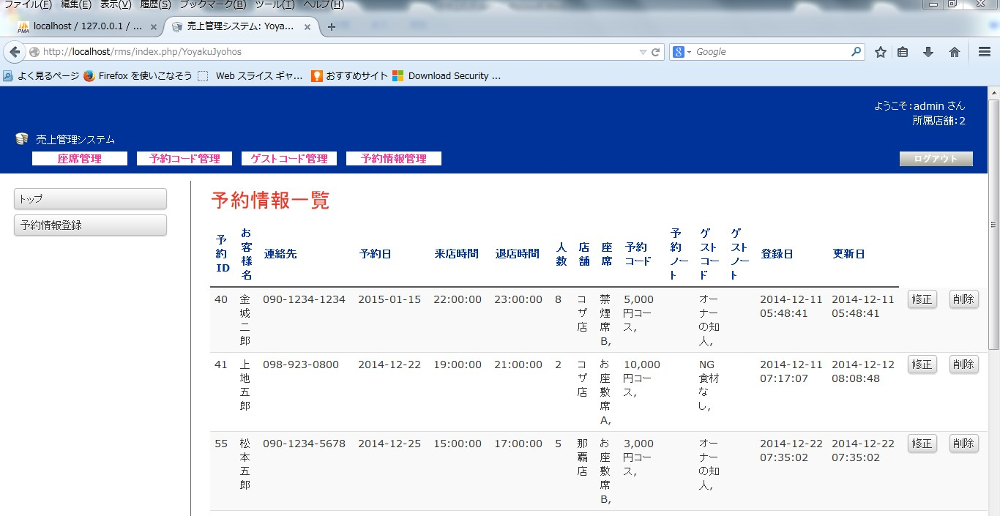 ファイル(F) 編集(E) 表示(V) 履歴(S) ブックマーク(B) ツール(T) ヘルプ(H)
PMA localhost / 127.0.0.1 / ... × 売上管理システム: Yoya... × +
http://localhost/rms/index.php/YoyakuJyohos 8 Google
よく見るページ Firefox を使いこなそう Web スライス ギャ... おすすめサイト Download Security ...
ようこそ:admin さん
所属店舗:2
売上管理システム
座席管理 予約コード管理 ゲストコード管理 予約情報管理 ログアウト
トップ
予約情報登録
予約情報一覧
予約ID お客様名 連絡先 予約日 来店時間 退店時間 人数 店舗 座席 予約コード 予約ノート ゲストコード ゲストノート 登録日 更新日
40 金城二郎 090-1234-1234 2015-01-15 22:00:00 23:00:00 8 コザ店 禁煙席B, 5,000円コース, オーナーの知人, 2014-12-11 05:48:41 2014-12-11 05:48:41 修正 削除
41 上地五郎 098-923-0800 2014-12-22 19:00:00 21:00:00 2 コザ店 お座敷席A, 10,000円コース, NG食材なし, 2014-12-11 07:17:07 2014-12-12 08:08:48 修正 削除
55 松本五郎 090-1234-5678 2014-12-25 15:00:00 17:00:00 5 那覇店 お座敷席B, 3,000円コース, オーナーの知人, 2014-12-22 07:35:02 2014-12-22 07:35:02 修正 削除